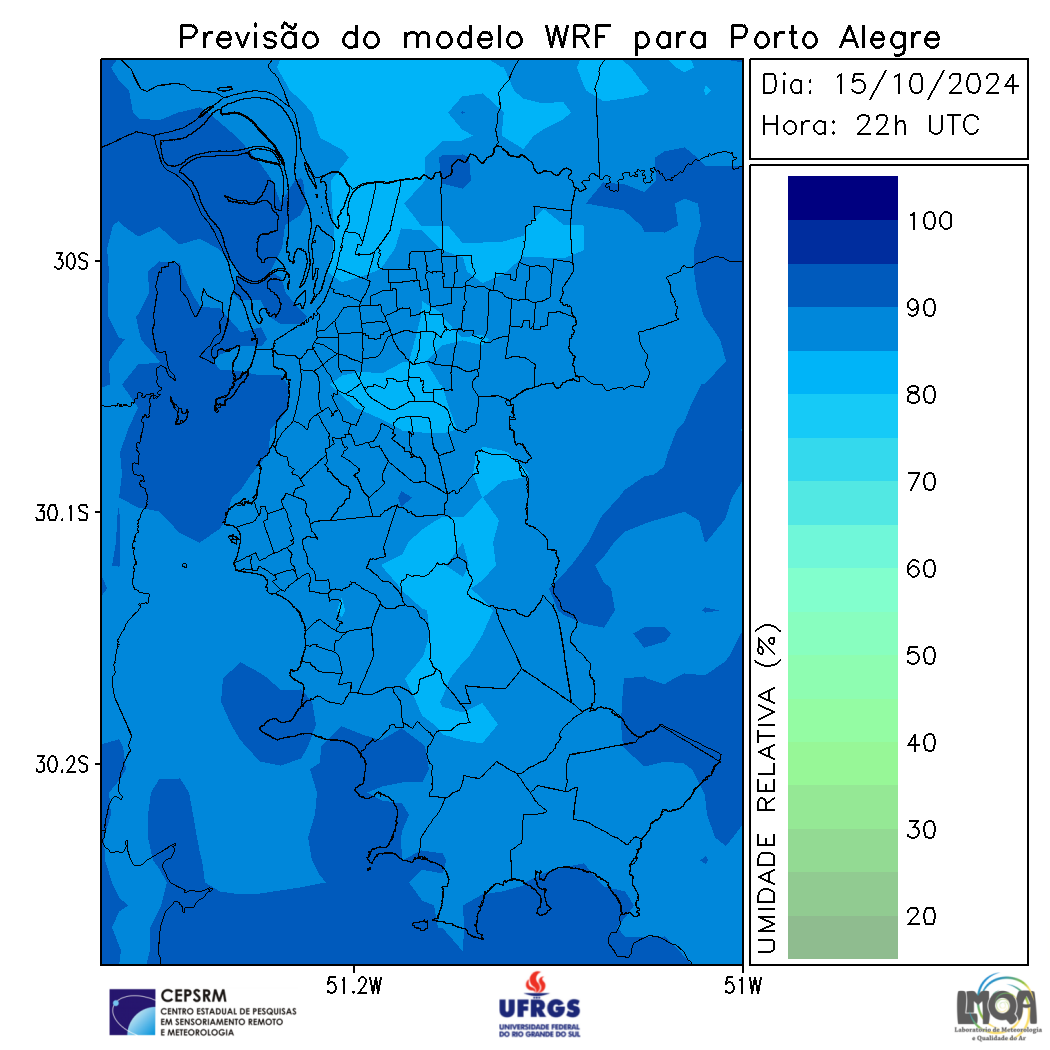 Previsão do modelo WRF para Porto Alegre
Dia: 15/10/2024
Hora: 22h UTC
100
90
80
70
60
50
40
30
20
UMIDADE RELATIVA (%)
30S
30.1S
30.2S
51.2W
51W
CEPSRM
CENTRO ESTADUAL DE PESQUISAS
EM SENSORIAMENTO REMOTO
E METEOROLOGIA
UFRGS
UNIVERSIDADE FEDERAL
DO RIO GRANDE DO SUL
LMQA
Laboratório de Meteorologia
e Qualidade do Ar